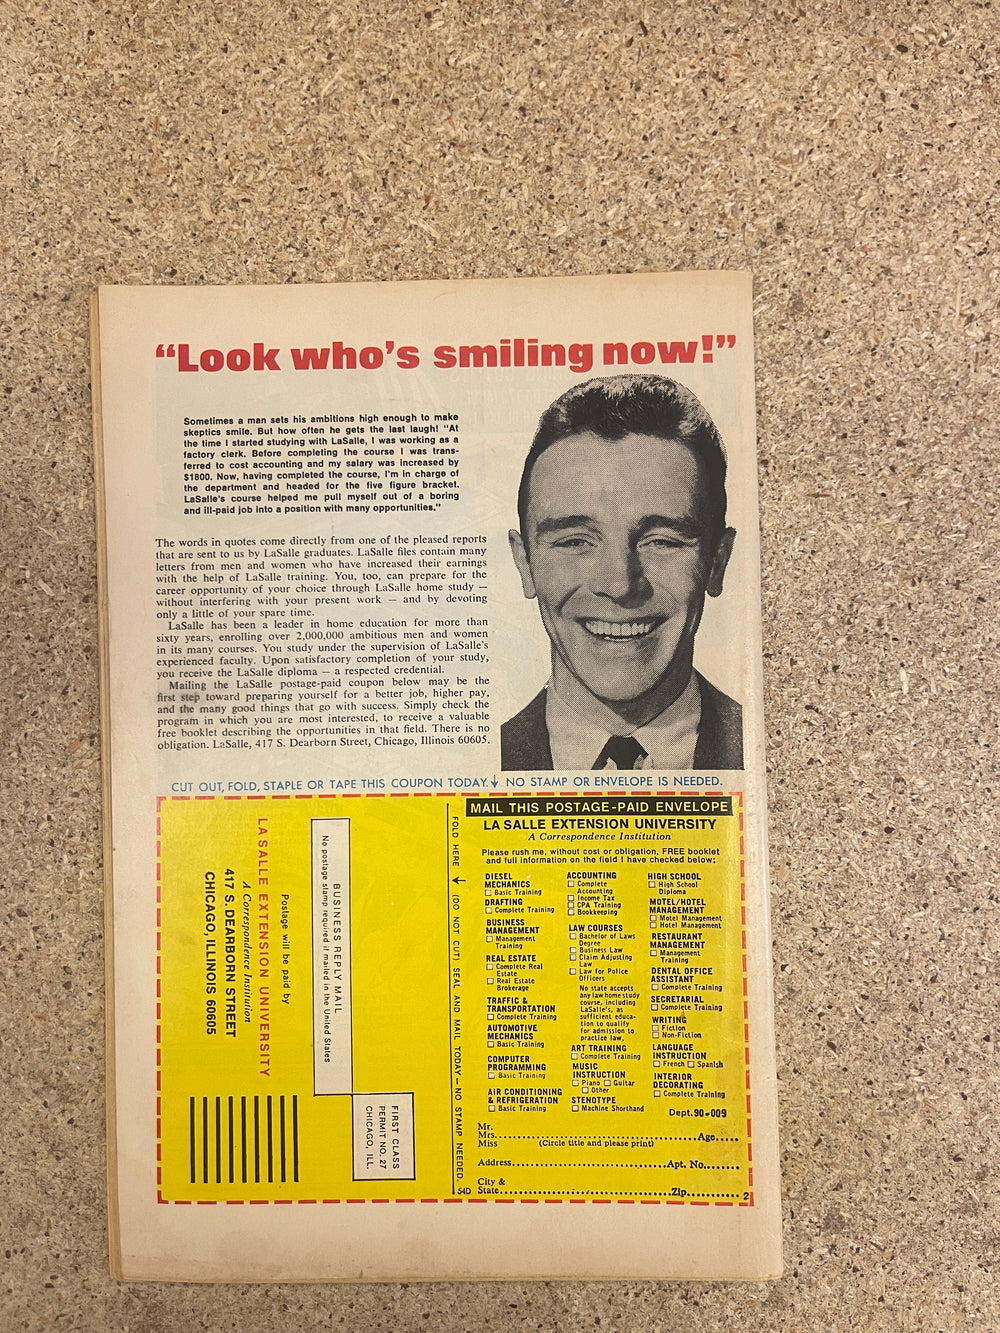 “Look who’s smiling now!”
Sometimes a man sets his ambitions high enough to make
skeptics smile. But how often he gets the last laugh! “At
the time I started studying with LaSalle, I was working as a
factory clerk. Before completing the course I was trans-
ferred to cost accounting and my salary was increased by
$1800. Now, having completed the course, I’m in charge of
the department and headed for the five figure bracket.
LaSalle’s course helped me pull myself out of a boring
and ill-paid job into a position with many opportunities.”
The words in quotes come directly from one of the pleased reports
that are sent to us by LaSalle graduates. LaSalle files contain many
letters from men and women who have increased their earnings
with the help of LaSalle training. You, too, can prepare for the
career opportunity of your choice through LaSalle home study —
without interfering with your present work — and by devoting
only a little of your spare time.
LaSalle has been a leader in home education for more than
sixty years, enrolling over 2,000,000 ambitious men and women
in its many courses. You study under the supervision of LaSalle’s
experienced faculty. Upon satisfactory completion of your study,
you receive the LaSalle diploma — a respected credential.
Mailing the LaSalle postage-paid coupon below may be the
first step toward preparing yourself for a better job, higher pay,
and the many good things that go with success. Simply check the
program in which you are most interested, to receive a valuable
free booklet describing the opportunities in that field. There is no
obligation. LaSalle, 417 S. Dearborn Street, Chicago, Illinois 60605.
CUT OUT, FOLD, STAPLE OR TAPE THIS COUPON TODAY. ↓ NO STAMP OR ENVELOPE IS NEEDED.
FIRST CLASS
PERMIT NO. 27
CHICAGO, ILL.
BUSINESS REPLY MAIL
No postage stamp required if mailed in the United States
Postage will be paid by
LASALLE EXTENSION UNIVERSITY
A Correspondence Institution
417 S. DEARBORN STREET
CHICAGO, ILLINOIS 60605
FOLD HERE → (DO NOT CUT) SEAL AND MAIL TODAY — NO STAMP NEEDED.
54D
MAIL THIS POSTAGE-PAID ENVELOPE
LA SALLE EXTENSION UNIVERSITY
A Correspondence Institution
Please rush me, without cost or obligation, FREE booklet
and full information on the field I have checked below:
DIESEL
MECHANICS
☐ Basic Training
DRAFTING
☐ Complete Training
BUSINESS
MANAGEMENT
☐ Management
Training
REAL ESTATE
☐ Complete Real
Estate
☐ Real Estate
Brokerage
TRAFFIC &
TRANSPORTATION
☐ Complete Training
AUTOMOTIVE
MECHANICS
☐ Basic Training
COMPUTER
PROGRAMMING
☐ Basic Training
AIR CONDITIONING
& REFRIGERATION
☐ Basic Training
ACCOUNTING
☐ Complete
Accounting
☐ Income Tax
☐ CPA Training
☐ Bookkeeping
LAW COURSES
☐ Bachelor of Laws
Degree
☐ Business Law
☐ Claim Adjusting
Law
☐ Law for Police
Officers
No state accepts
any law home study
course, including
LaSalle’s, as
sufficient educa-
tion to qualify
for admission to
practice law.
ART TRAINING
☐ Complete Training
MUSIC
INSTRUCTION
☐ Piano ☐ Guitar
☐ Other
STENOTYPE
☐ Machine Shorthand
HIGH SCHOOL
☐ High School
Diploma
MOTEL/HOTEL
MANAGEMENT
☐ Motel Management
☐ Hotel Management
RESTAURANT
MANAGEMENT
☐ Management
Training
DENTAL OFFICE
ASSISTANT
☐ Complete Training
SECRETARIAL
☐ Complete Training
WRITING
☐ Fiction
☐ Non-Fiction
LANGUAGE
INSTRUCTION
☐ French ☐ Spanish
INTERIOR
DECORATING
☐ Complete Training
Dept. 90-009
Mr.
Mrs. Age
Miss (Circle title and please print)
Address Apt. No.
City &
State Zip 2